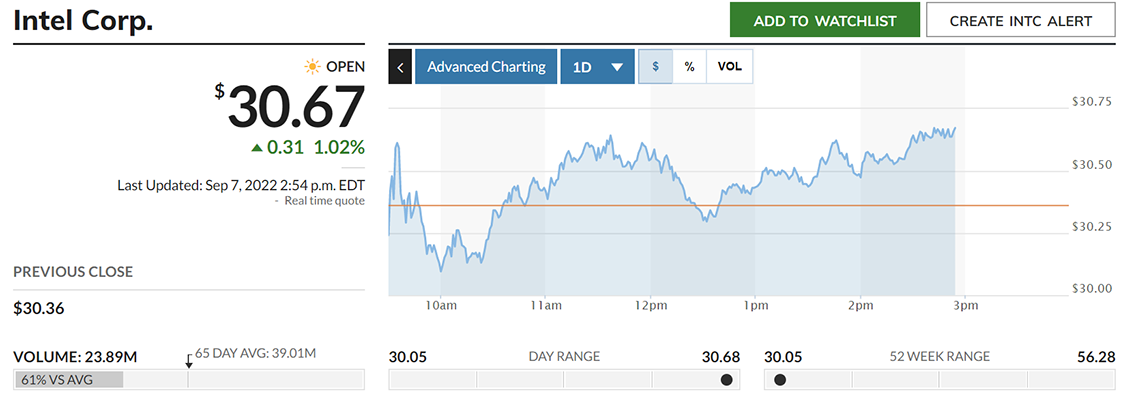 Intel Corp.
ADD TO WATCHLIST
CREATE INTC ALERT
OPEN
$30.67
0.31 1.02%
Last Updated: Sep 7, 2022 2:54 p.m. EDT
- Real time quote
PREVIOUS CLOSE
$30.36
Advanced Charting
1D
$
%
VOL
$30.75
$30.50
$30.25
$30.00
10am
11am
12pm
1pm
2pm
3pm
VOLUME: 23.89M
65 DAY AVG: 39.01M
61% VS AVG
30.05 DAY RANGE 30.68
30.05 52 WEEK RANGE 56.28